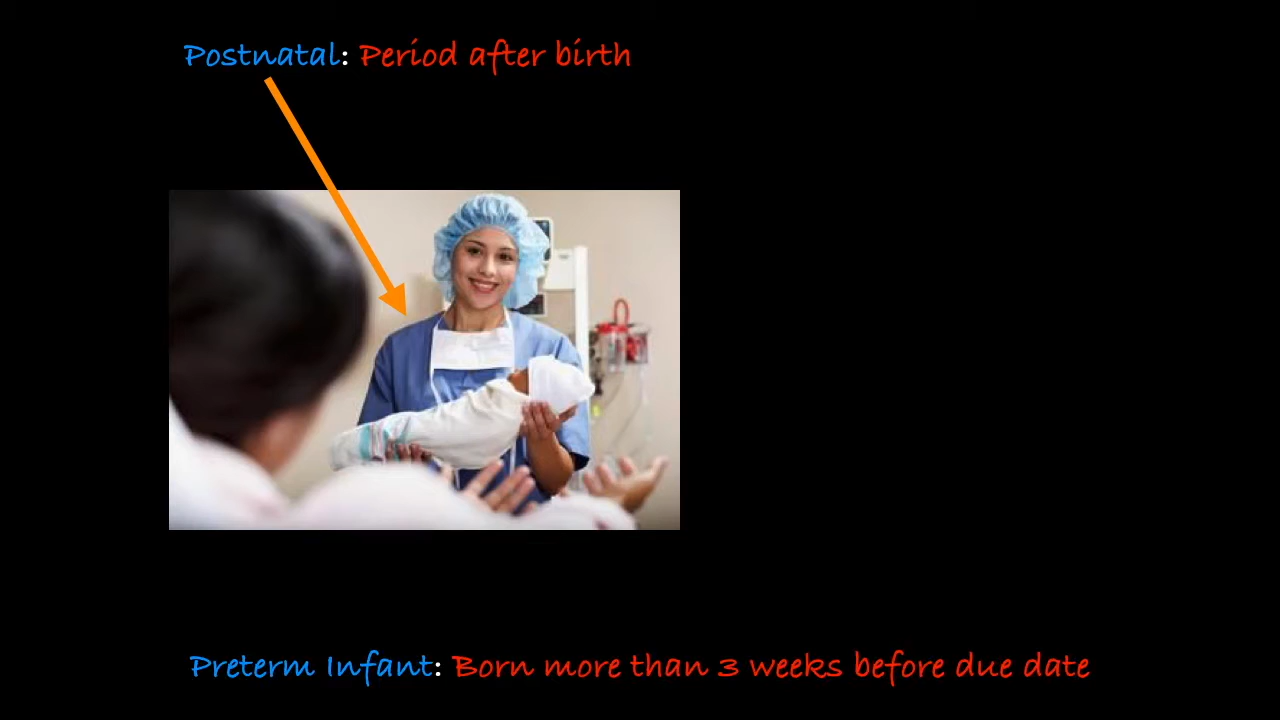 Postnatal: Period after birth
Preterm Infant: Born more than 3 weeks before due date